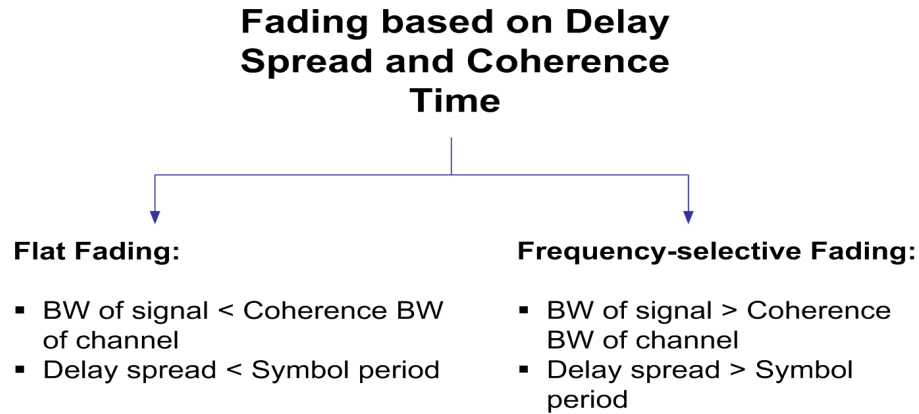 Fading based on Delay
Spread and Coherence
Time
Flat Fading:
▪ BW of signal < Coherence BW
of channel
▪ Delay spread < Symbol period
Frequency-selective Fading:
▪ BW of signal > Coherence
BW of channel
▪ Delay spread > Symbol
period